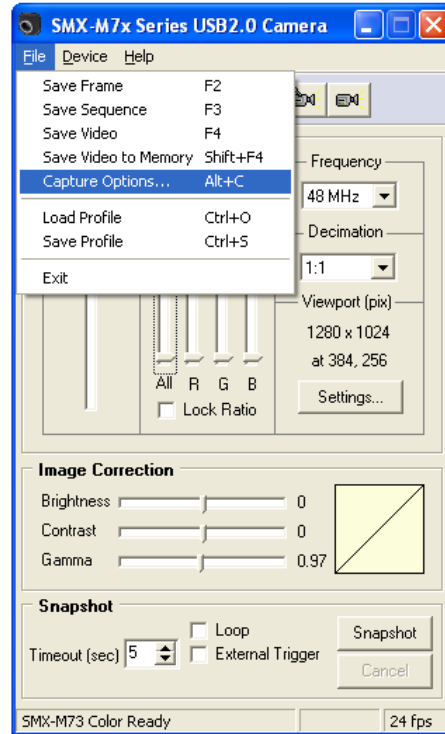 SMX-M7x Series USB2.0 Camera
File Device Help
Save Frame F2
Save Sequence F3
Save Video F4
Save Video to Memory Shift+F4
Capture Options... Alt+C
Load Profile Ctrl+O
Save Profile Ctrl+S
Exit
Frequency
48 MHz
Decimation
1:1
Viewport (pix)
1280 x 1024
at 384, 256
Settings...
All R G B
Lock Ratio
Image Correction
Brightness 0
Contrast 0
Gamma 0.97
Snapshot
Timeout (sec) 5
Loop
External Trigger
Snapshot
Cancel
SMX-M73 Color Ready 24 fps